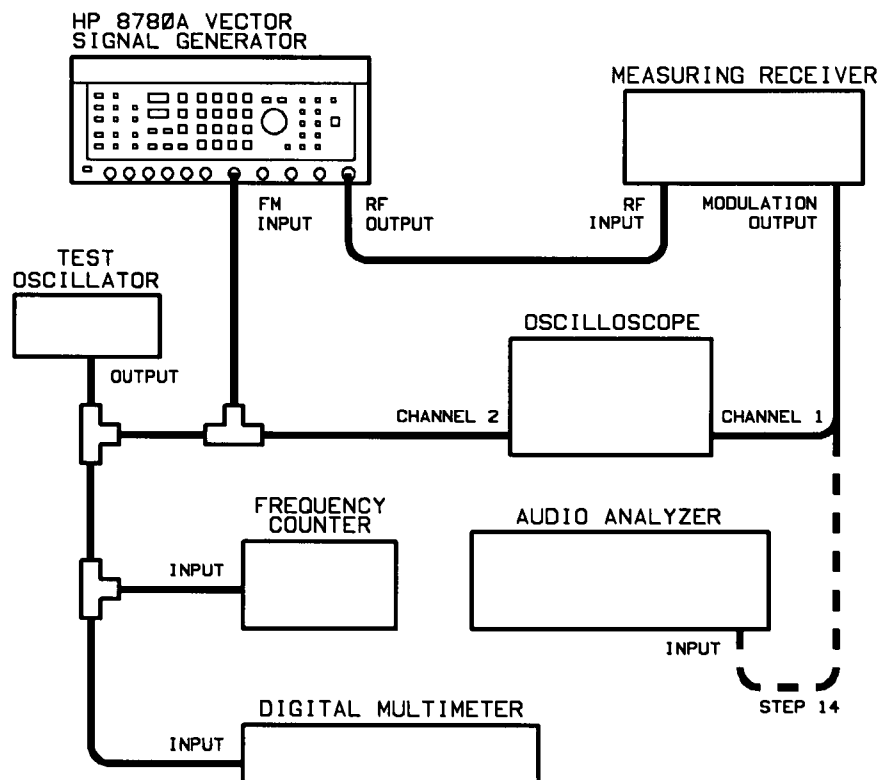 HP 8780A VECTOR
SIGNAL GENERATOR
MEASURING RECEIVER
FM
INPUT
RF
OUTPUT
RF
INPUT
MODULATION
OUTPUT
TEST
OSCILLATOR
OUTPUT
OSCILLOSCOPE
CHANNEL 2
CHANNEL 1
FREQUENCY
COUNTER
INPUT
AUDIO ANALYZER
INPUT
STEP 14
DIGITAL MULTIMETER
INPUT